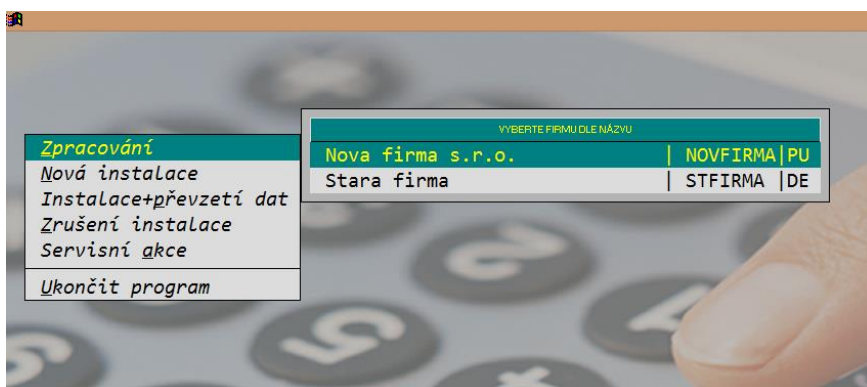 Zpracování
Nová instalace
Instalace+převzetí dat
Zrušení instalace
Servisní akce
Ukončit program
VYBERTE FIRMU DLE NÁZVU
Nova firma s.r.o. | NOVFIRMA|PU
Stara firma | STFIRMA |DE